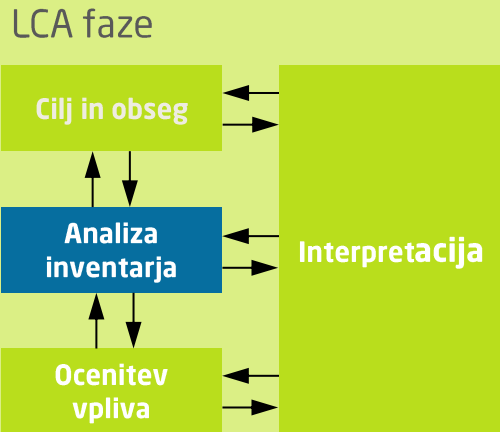 LCA faze
Cilj in obseg
Analiza
inventarja
Interpretacija
Ocenitev
vpliva